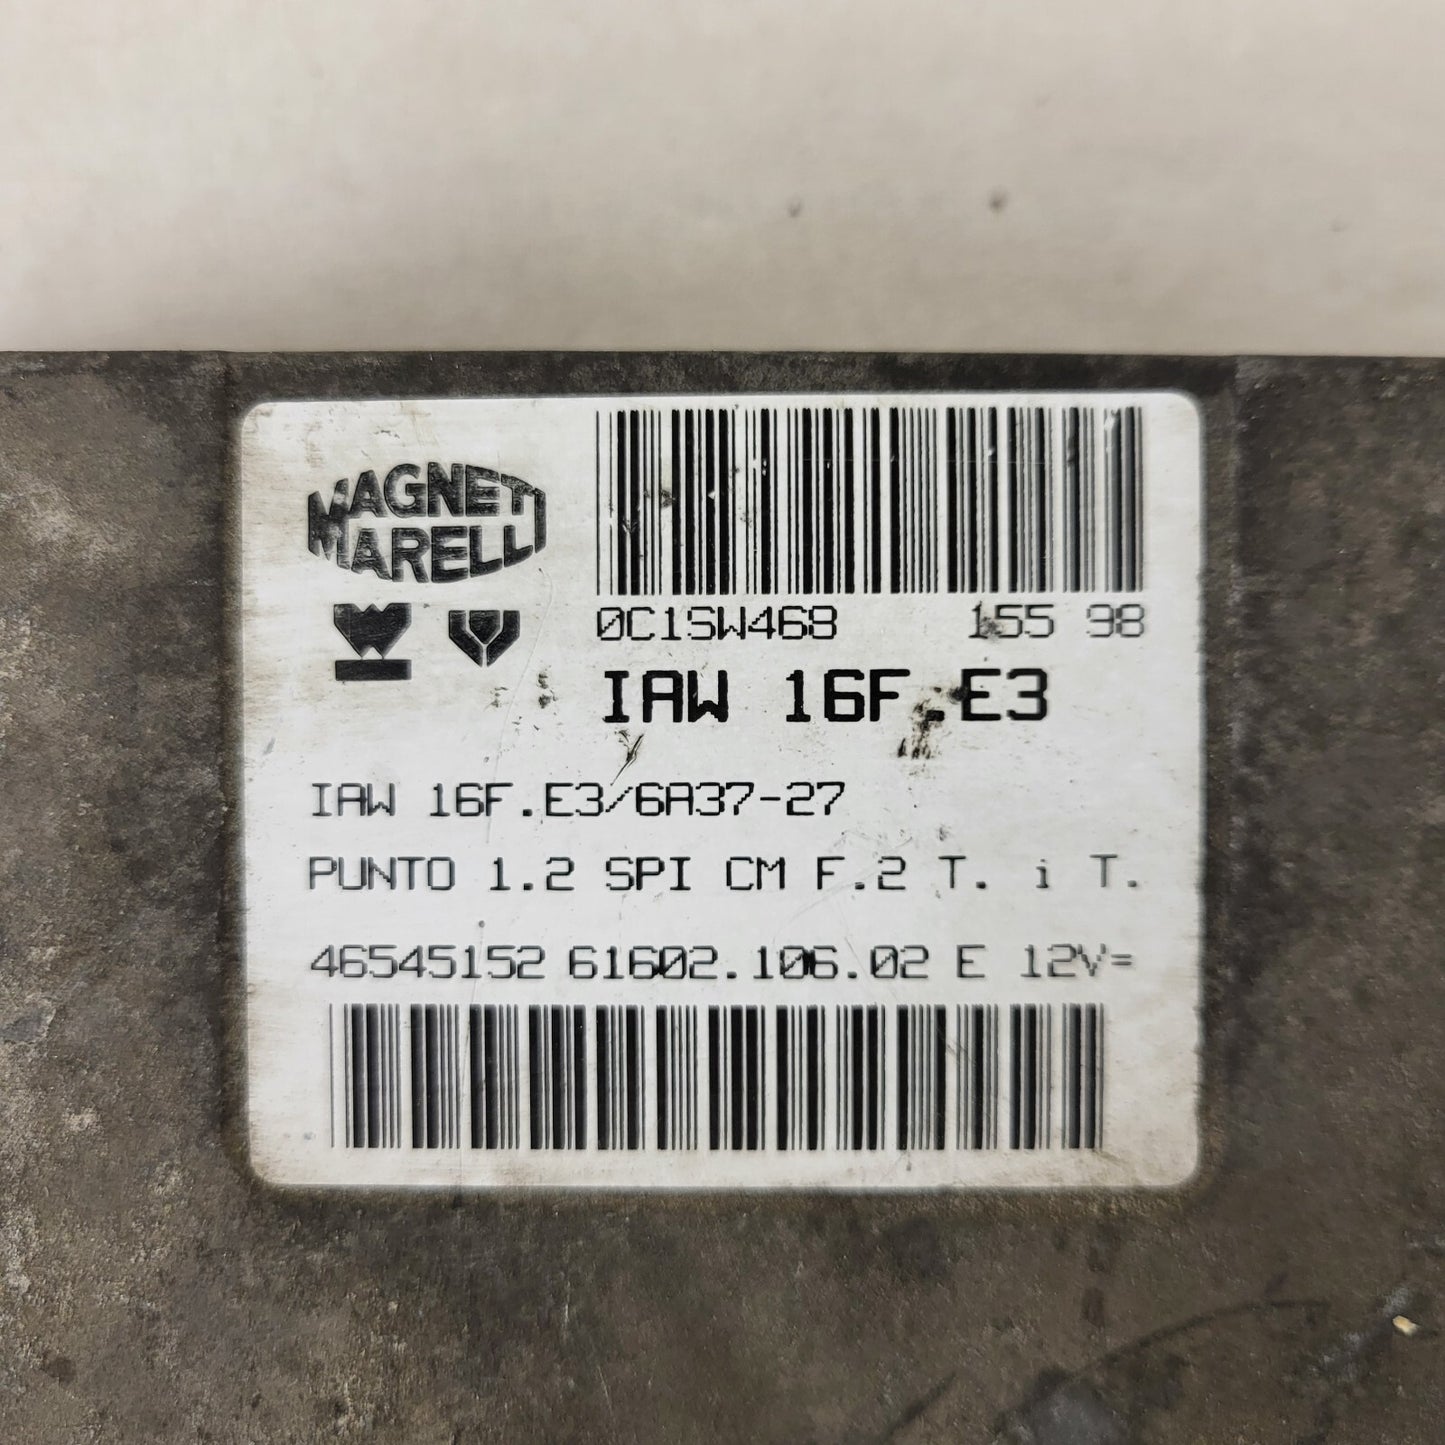 MAGNETI
MARELLI
0C1SW468 155 98
IAW 16F.E3
IAW 16F.E3/6A37-27
PUNTO 1.2 SPI CM F.2 T. i T.
46545152 61602.106.02 E 12V=